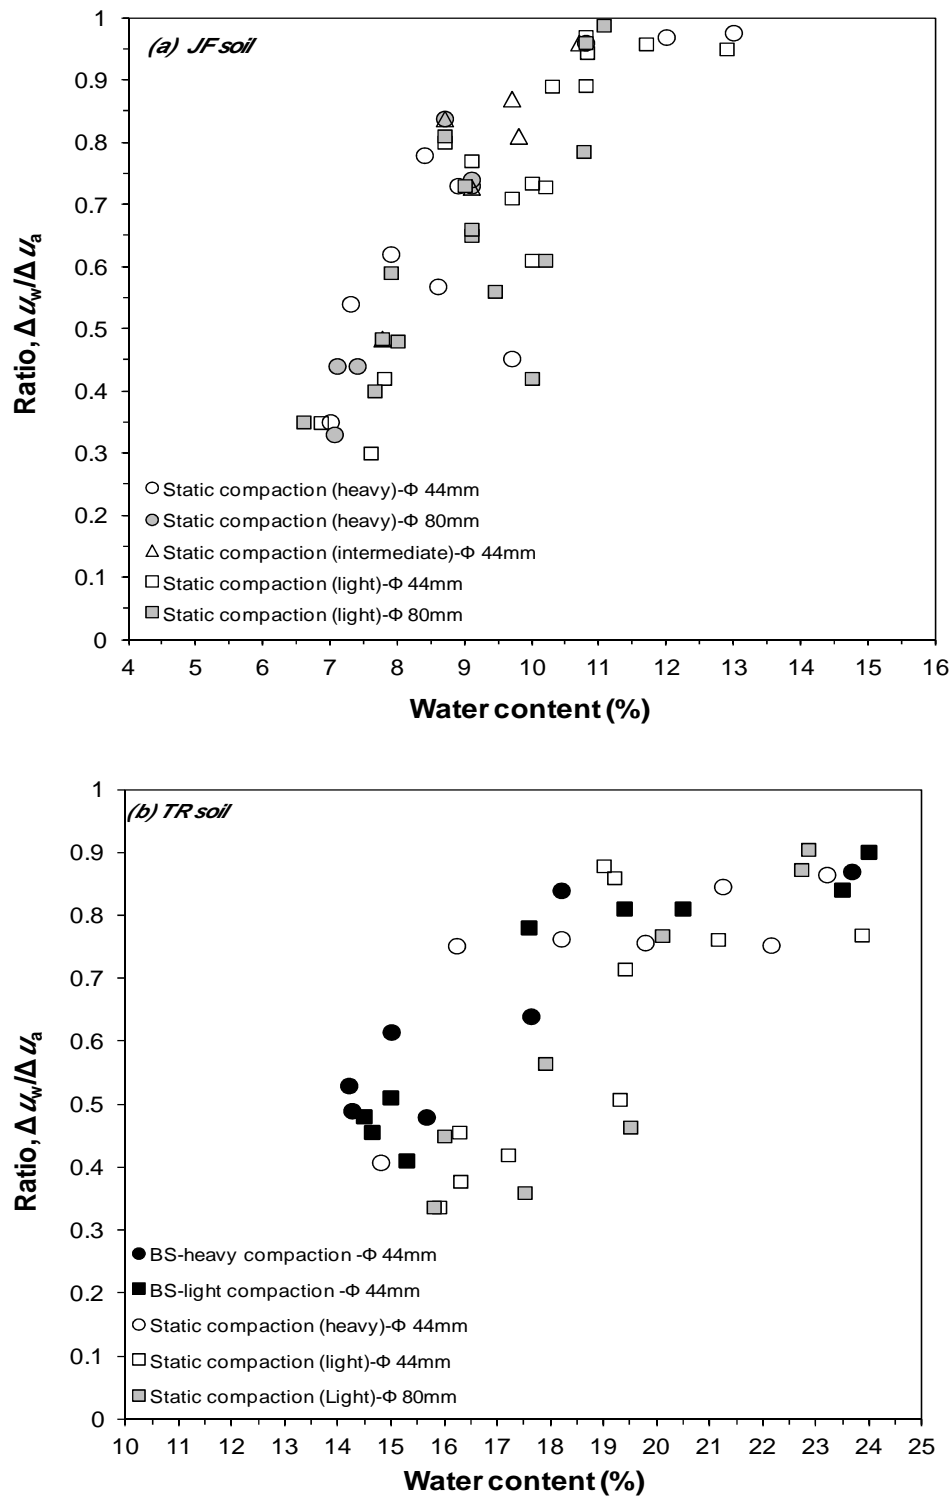 1
(a) JF soil
0.9
0.8
0.7
0.6
0.5
0.4
0.3
0.2
0.1
0
Ratio, Δu_w/Δu_a
Static compaction (heavy)-Φ 44mm
Static compaction (heavy)-Φ 80mm
Static compaction (intermediate)-Φ 44mm
Static compaction (light)-Φ 44mm
Static compaction (light)-Φ 80mm
4 5 6 7 8 9 10 11 12 13 14 15 16
Water content (%)
1
(b) TR soil
0.9
0.8
0.7
0.6
0.5
0.4
0.3
0.2
0.1
0
Ratio, Δu_w/Δu_a
BS-heavy compaction -Φ 44mm
BS-light compaction -Φ 44mm
Static compaction (heavy)-Φ 44mm
Static compaction (light)-Φ 44mm
Static compaction (Light)-Φ 80mm
10 11 12 13 14 15 16 17 18 19 20 21 22 23 24 25
Water content (%)